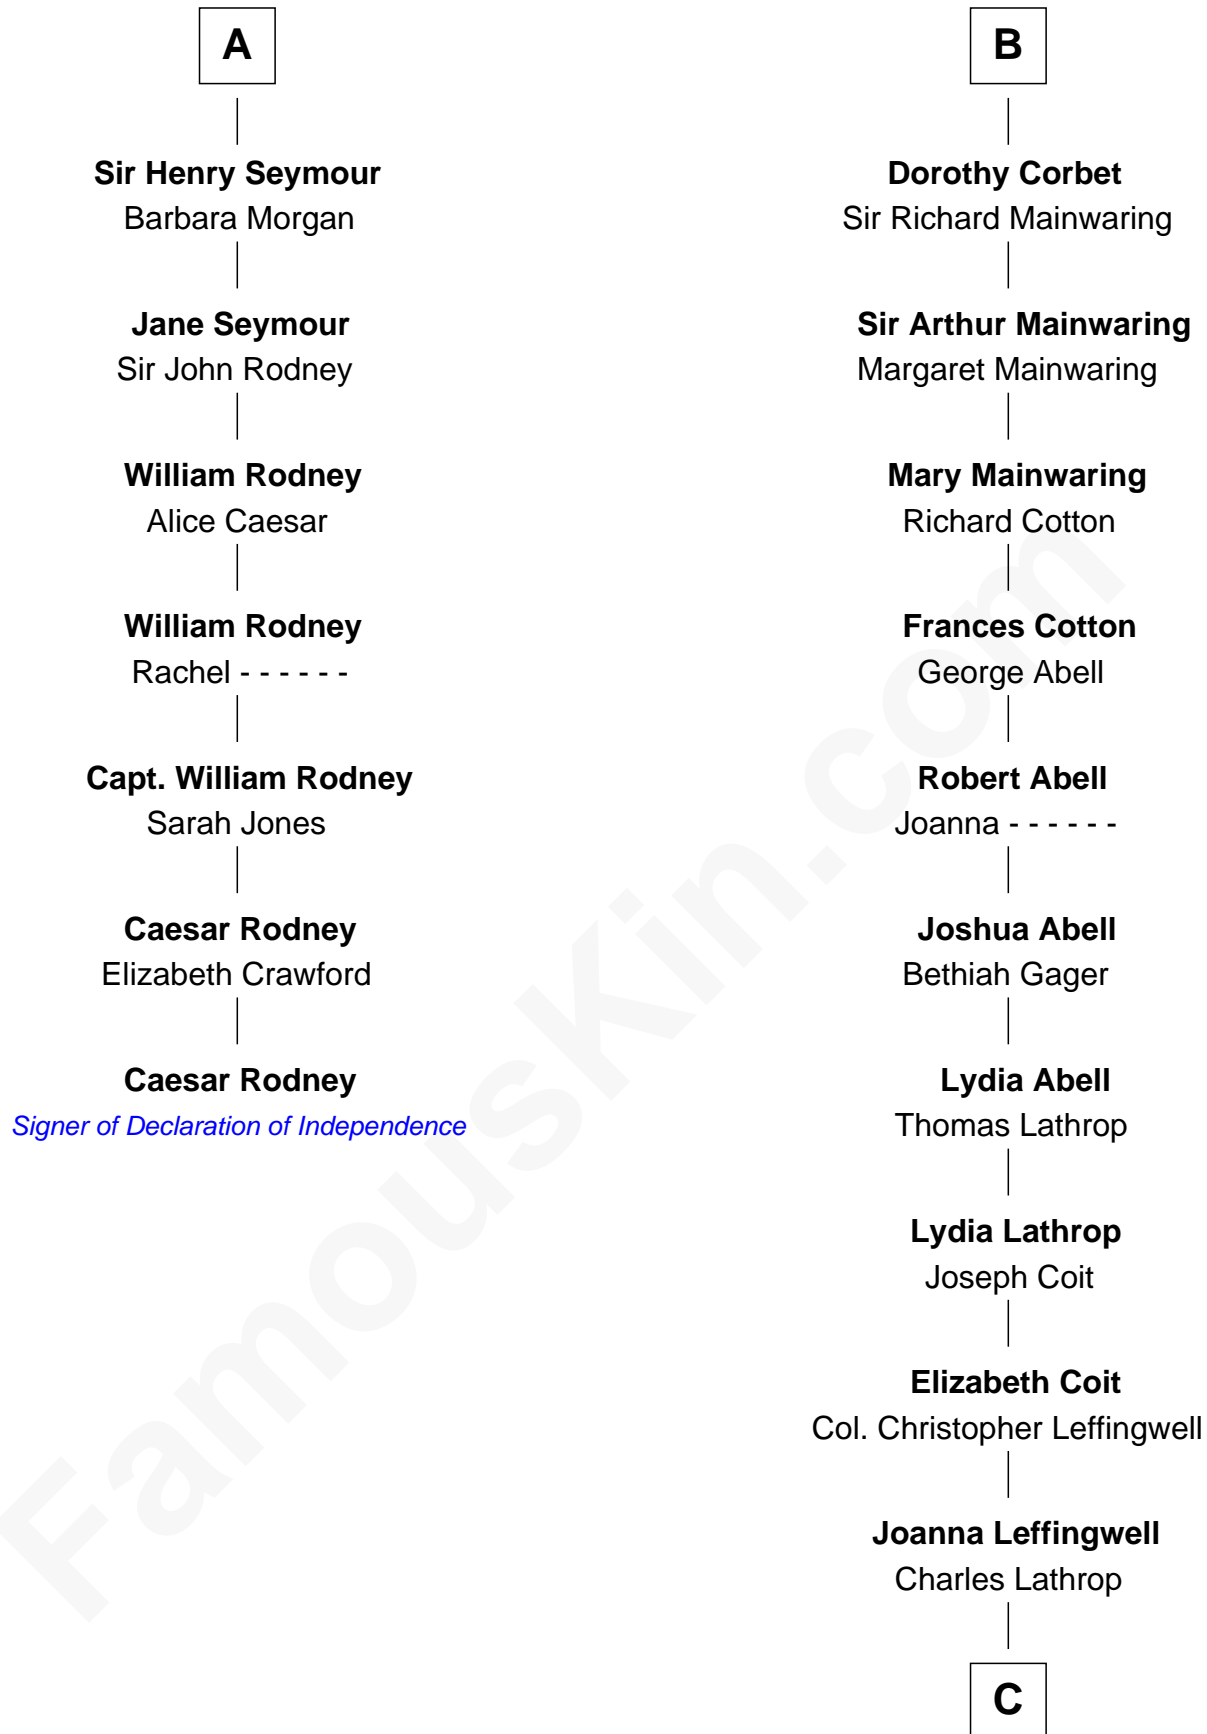 A
Sir Henry Seymour
Barbara Morgan
Jane Seymour
Sir John Rodney
William Rodney
Alice Caesar
William Rodney
Rachel - - - - - -
Capt. William Rodney
Sarah Jones
Caesar Rodney
Elizabeth Crawford
Caesar Rodney
Signer of Declaration of Independence
B
Dorothy Corbet
Sir Richard Mainwaring
Sir Arthur Mainwaring
Margaret Mainwaring
Mary Mainwaring
Richard Cotton
Frances Cotton
George Abell
Robert Abell
Joanna - - - - - -
Joshua Abell
Bethiah Gager
Lydia Abell
Thomas Lathrop
Lydia Lathrop
Joseph Coit
Elizabeth Coit
Col. Christopher Leffingwell
Joanna Leffingwell
Charles Lathrop
C
FamousKin.com